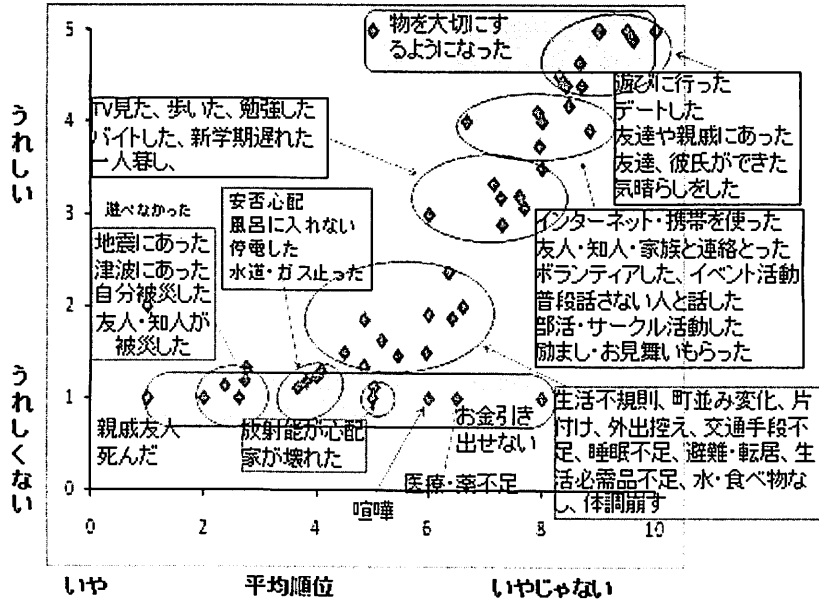 5
4
3
2
1
0
0
2
4
6
8
10
うれしい
うれしくない
いや
平均順位
いやじゃない
物を大切にす
るようになった
遊びに行った
デートした
友達や親戚にあった
友達、彼氏ができた
気晴らしをした
TV見た、歩いた、勉強した
バイトした、新学期遅れた
一人暮し、
遊べなかった
安否心配
風呂に入れない
停電した
水道・ガス止った
地震にあった
津波にあった
自分被災した
友人・知人が
被災した
インターネット・携帯を使った
友人・知人・家族と連絡とった
ボランティアした、イベント活動
普段話さない人と話した
部活・サークル活動した
励まし・お見舞いもらった
親戚友人
死んだ
放射能が心配
家が壊れた
お金引き
出せない
医療・薬不足
喧嘩
生活不規則、町並み変化、片
付け、外出控え、交通手段不
足、睡眠不足、避難・転居、生
活必需品不足、水・食べ物な
し、体調崩す